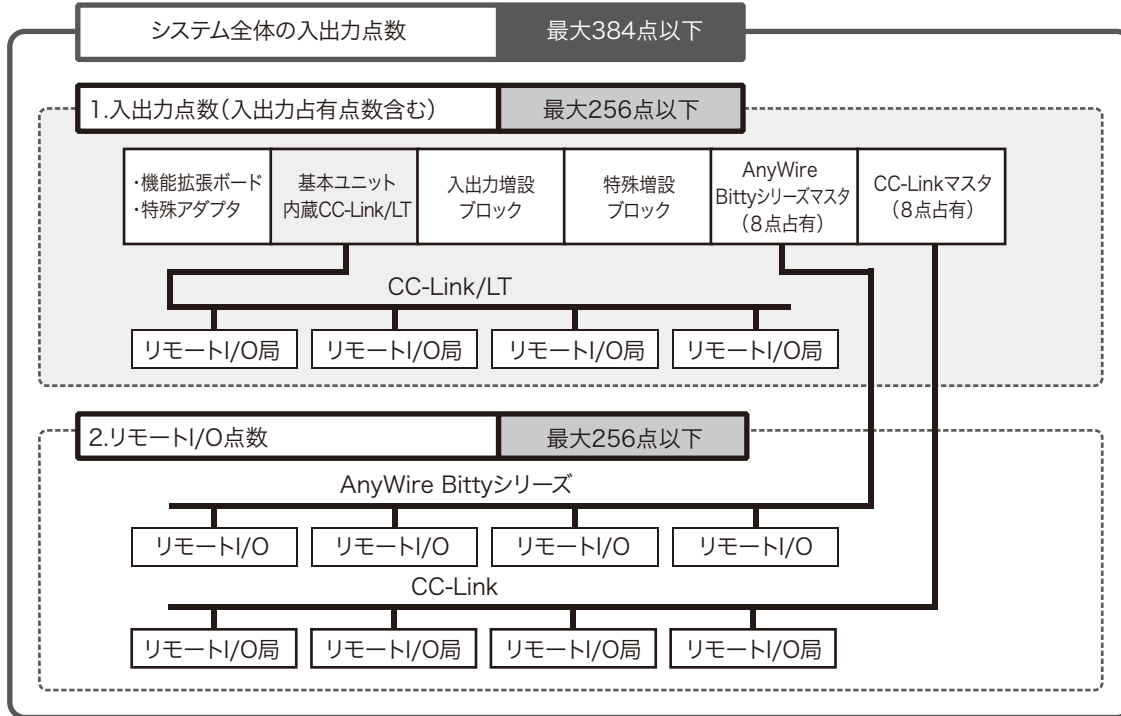 システム全体の入出力点数 最大384点以下
1.入出力点数(入出力占有点数含む) 最大256点以下
・機能拡張ボード
・特殊アダプタ
基本ユニット
内蔵CC-Link/LT
入出力増設
ブロック
特殊増設
ブロック
AnyWire
Bittyシリーズマスタ
(8点占有)
CC-Linkマスタ
(8点占有)
CC-Link/LT
リモートI/O局 リモートI/O局 リモートI/O局 リモートI/O局
2.リモートI/O点数 最大256点以下
AnyWire Bittyシリーズ
リモートI/O リモートI/O リモートI/O リモートI/O
CC-Link
リモートI/O局 リモートI/O局 リモートI/O局 リモートI/O局